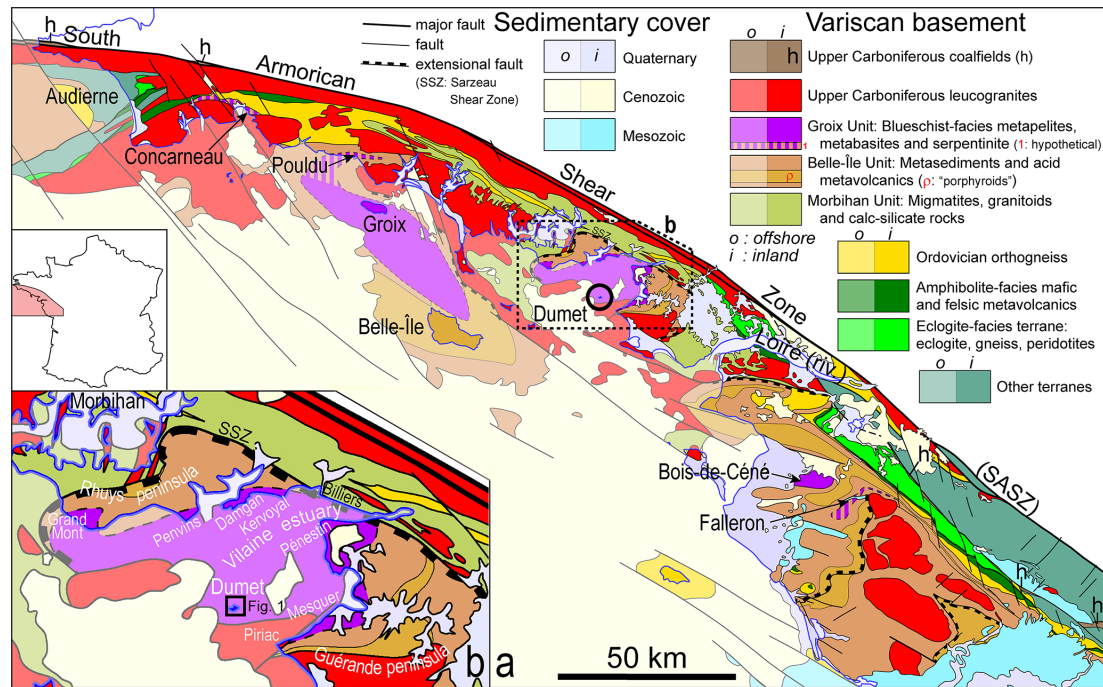 h
South
Armorican
Shear
Zone
(SASZ)
major fault
fault
extensional fault
(SSZ: Sarzeau
Shear Zone)
Sedimentary cover
o i
Quaternary
Cenozoic
Mesozoic
Variscan basement
o i
h
Upper Carboniferous coalfields (h)
Upper Carboniferous leucogranites
Groix Unit: Blueschist-facies metapelites,
1
metabasites and serpentinite (1: hypothetical)
Belle-Île Unit: Metasediments and acid
ρ
metavolcanics (ρ: "porphyroids")
Morbihan Unit: Migmatites, granitoids
and calc-silicate rocks
o : offshore
i : inland
o i
Ordovician orthogneiss
Amphibolite-facies mafic
and felsic metavolcanics
Eclogite-facies terrane:
eclogite, gneiss, peridotites
o i
Other terranes
h
Audierne
Concarneau
Pouldu
Groix
Belle-Île
SSZ
b
Dumet
Loire (riv.)
Bois-de-Céné
Falleron
h
h
h
a
50 km
Morbihan
SSZ
Rhuys peninsula
Billiers
Grand
Mont
Penvins
Damgan
Kervoyal
Vilaine estuary
Pénestin
Dumet
Fig. 1
Mesquer
Piriac
Guérande peninsula
b